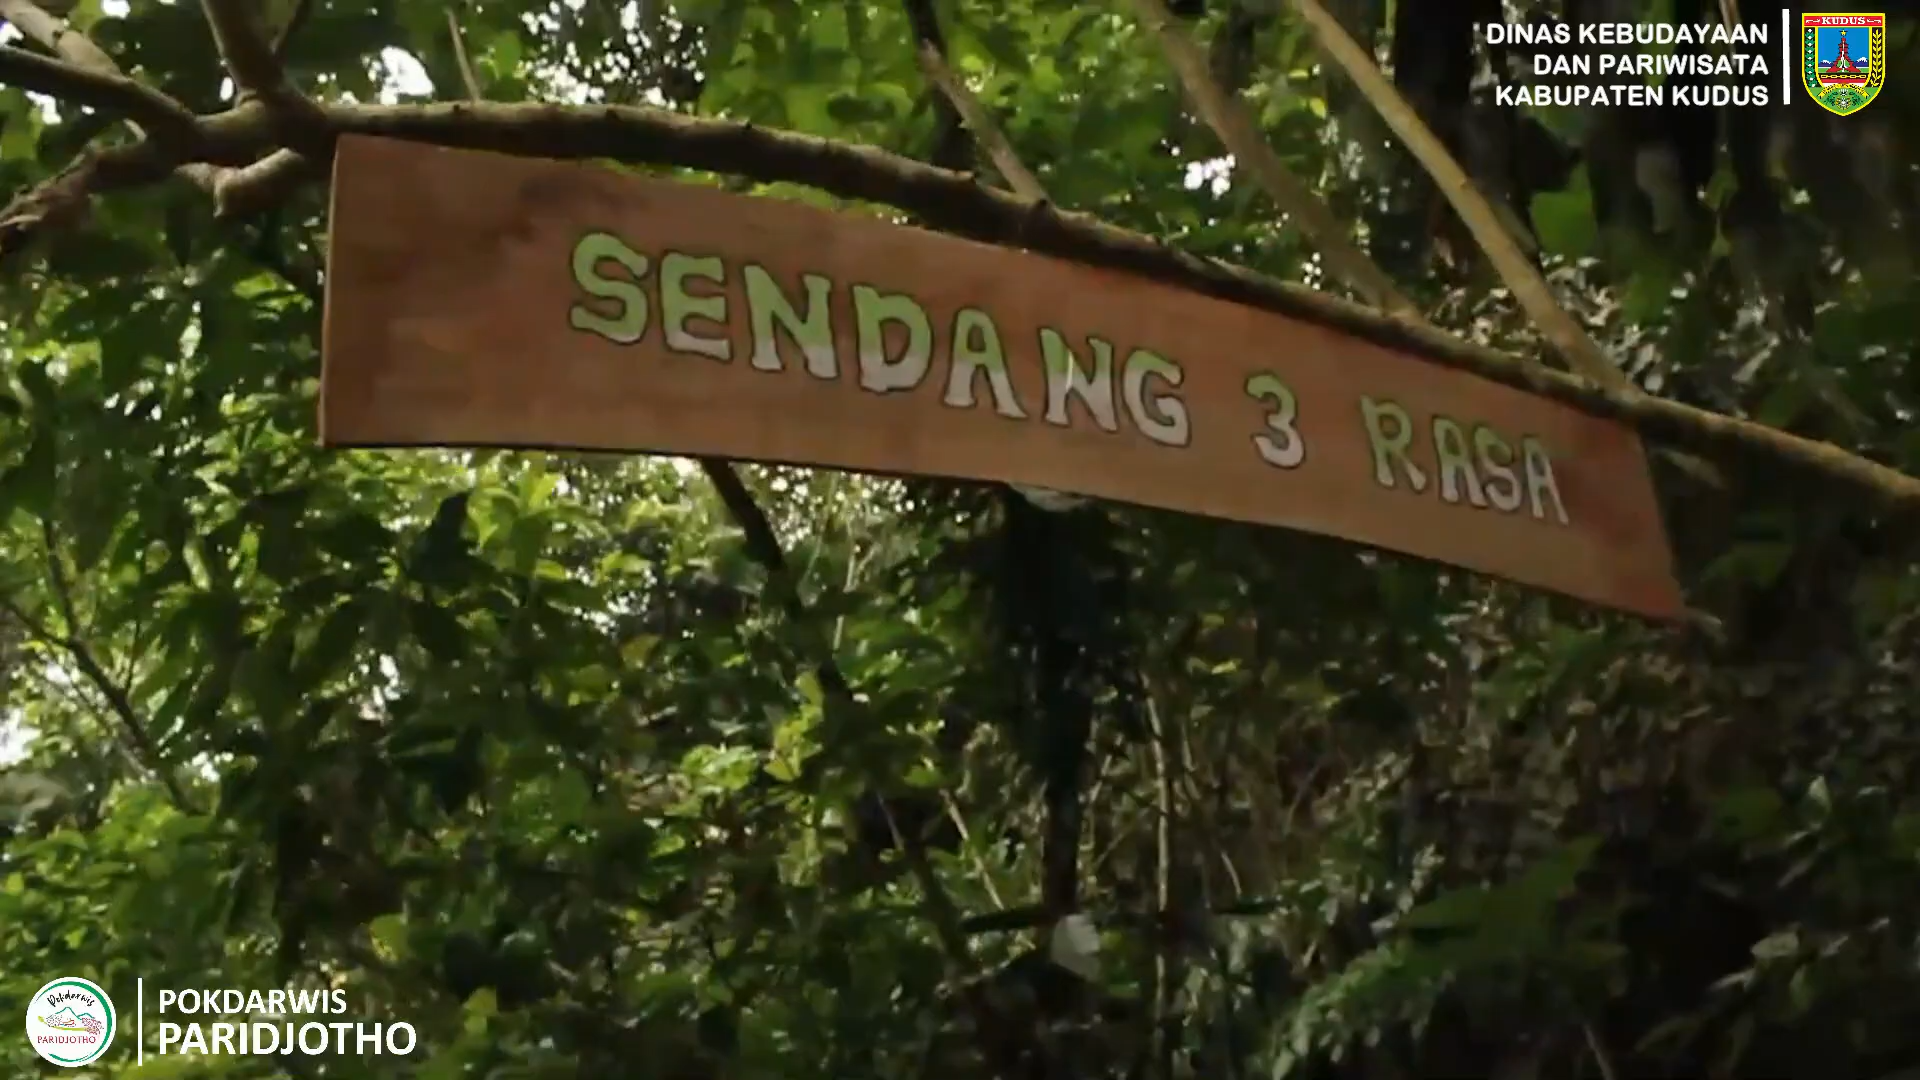 DINAS KEBUDAYAAN
DAN PARIWISATA
KABUPATEN KUDUS
KUDUS
SENDANG 3 RASA
Pokdarwis
PARIDJOTHO
POKDARWIS
PARIDJOTHO